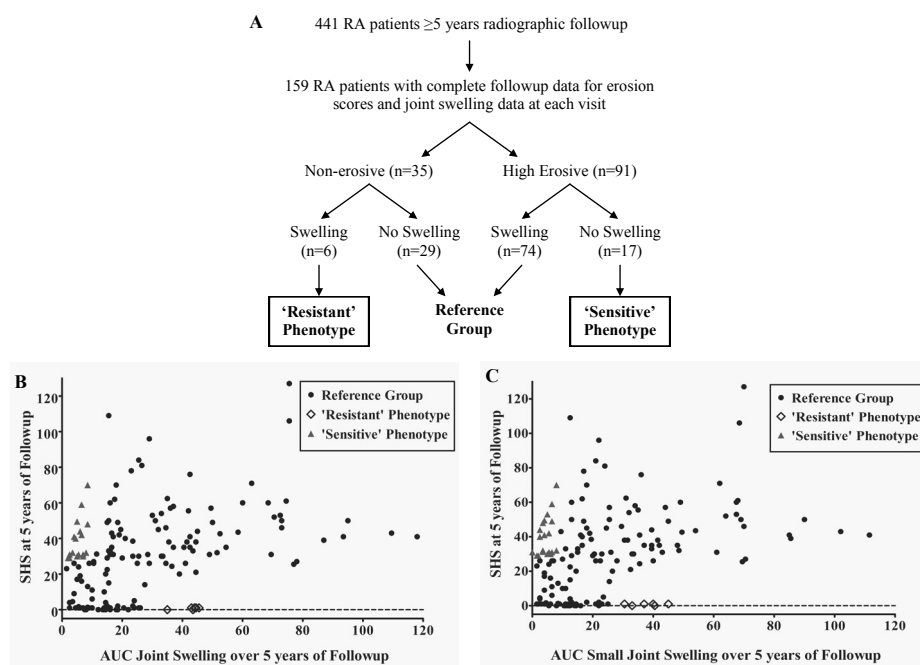 A
441 RA patients ≥5 years radiographic followup
159 RA patients with complete followup data for erosion
scores and joint swelling data at each visit
Non-erosive (n=35)
High Erosive (n=91)
Swelling
(n=6)
No Swelling
(n=29)
Swelling
(n=74)
No Swelling
(n=17)
‘Resistant’
Phenotype
Reference
Group
‘Sensitive’
Phenotype
B
Reference Group
'Resistant' Phenotype
'Sensitive' Phenotype
SHS at 5 years of Followup
120
100
80
60
40
20
0
0 20 40 60 80 100 120
AUC Joint Swelling over 5 years of Followup
C
Reference Group
'Resistant' Phenotype
'Sensitive' Phenotype
SHS at 5 years of Followup
120
100
80
60
40
20
0
0 20 40 60 80 100 120
AUC Small Joint Swelling over 5 years of Followup